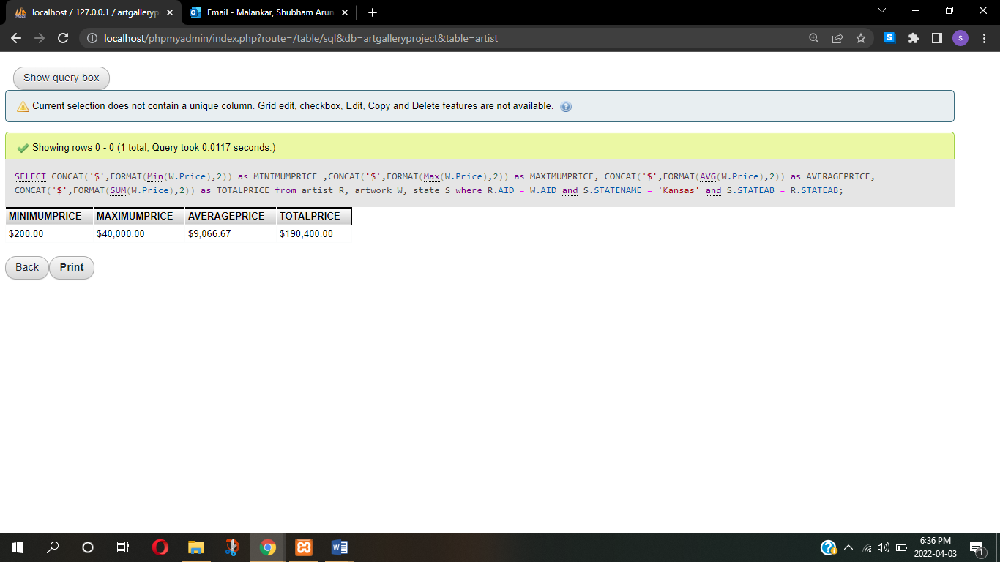 localhost / 127.0.0.1 / artgalleryp
Email - Malankar, Shubham Arun
localhost/phpmyadmin/index.php?route=/table/sql&db=artgalleryproject&table=artist
S
s
Show query box
Current selection does not contain a unique column. Grid edit, checkbox, Edit, Copy and Delete features are not available.
Showing rows 0 - 0 (1 total, Query took 0.0117 seconds.)
SELECT CONCAT('$',FORMAT(Min(W.Price),2)) as MINIMUMPRICE ,CONCAT('$',FORMAT(Max(W.Price),2)) as MAXIMUMPRICE, CONCAT('$',FORMAT(AVG(W.Price),2)) as AVERAGEPRICE,
CONCAT('$',FORMAT(SUM(W.Price),2)) as TOTALPRICE from artist R, artwork W, state S where R.AID = W.AID and S.STATENAME = 'Kansas' and S.STATEAB = R.STATEAB;
MINIMUMPRICE MAXIMUMPRICE AVERAGEPRICE TOTALPRICE
$200.00 $40,000.00 $9,066.67 $190,400.00
Back Print
6:36 PM
2022-04-03
1